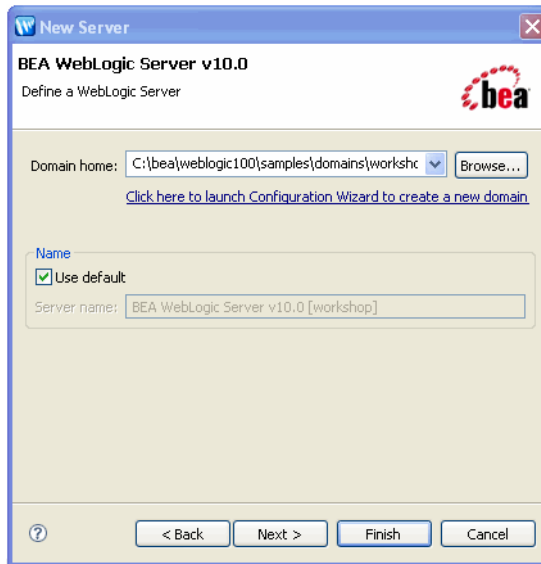 New Server
BEA WebLogic Server v10.0
Define a WebLogic Server
bea
Domain home: C:\bea\weblogic100\samples\domains\workshc Browse...
Click here to launch Configuration Wizard to create a new domain
Name
Use default
Server name: BEA WebLogic Server v10.0 [workshop]
? < Back Next > Finish Cancel